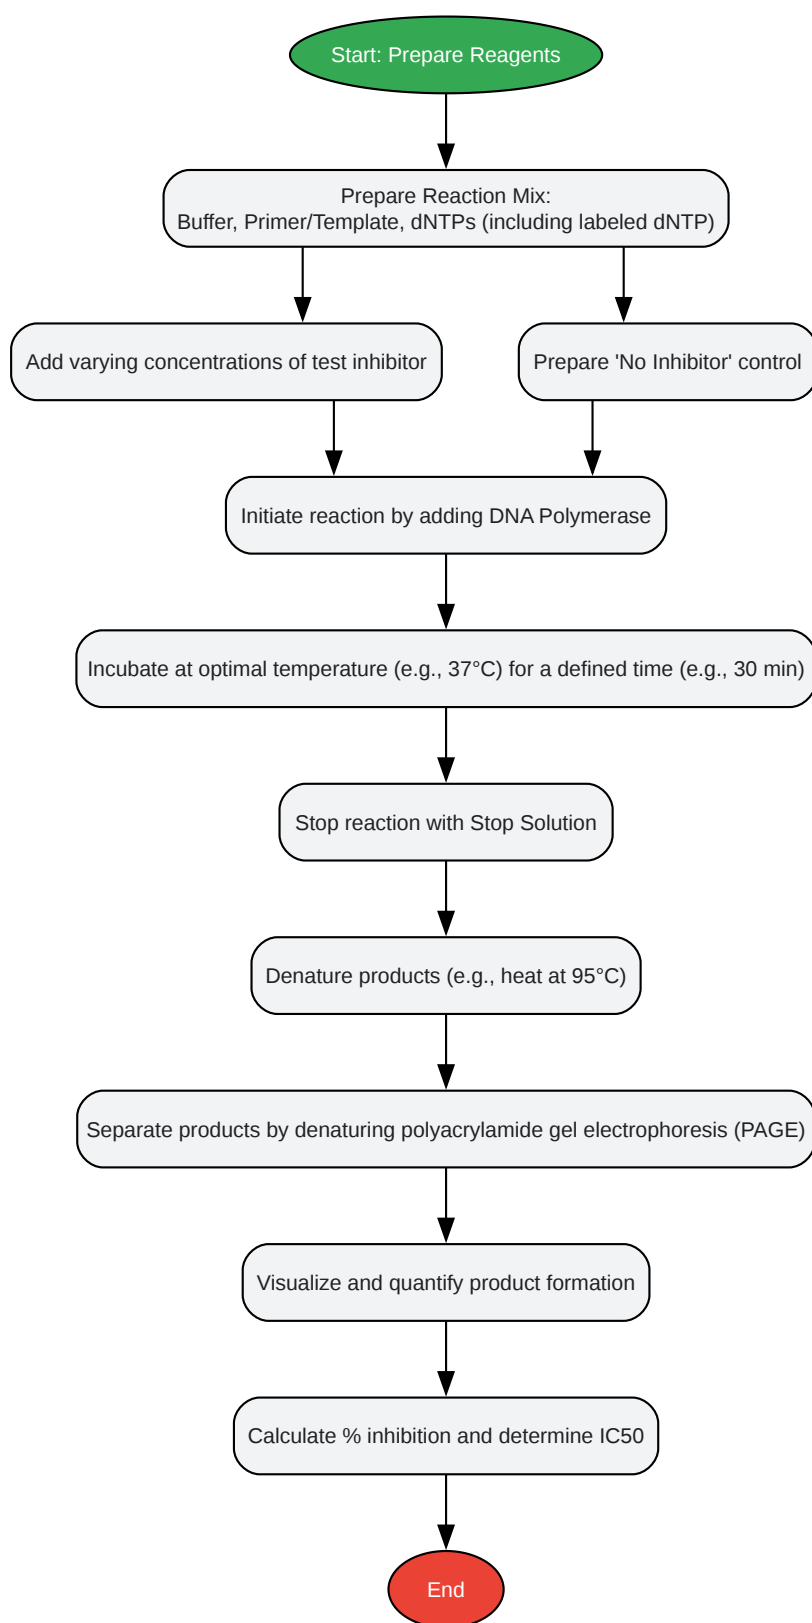 Start: Prepare Reagents
Prepare Reaction Mix:
Buffer, Primer/Template, dNTPs (including labeled dNTP)
Add varying concentrations of test inhibitor
Prepare 'No Inhibitor' control
Initiate reaction by adding DNA Polymerase
Incubate at optimal temperature (e.g., 37°C) for a defined time (e.g., 30 min)
Stop reaction with Stop Solution
Denature products (e.g., heat at 95°C)
Separate products by denaturing polyacrylamide gel electrophoresis (PAGE)
Visualize and quantify product formation
Calculate % inhibition and determine IC50
End